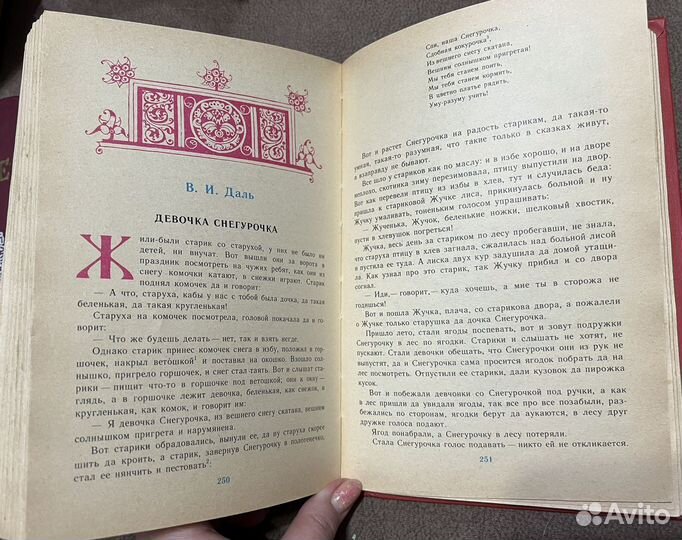 В. И. Даль
ДЕВОЧКА СНЕГУРОЧКА
Жили-были старик со старухой, у них не было ни
детей, ни внучат. Вот вышли они за ворота в
праздник посмотреть на чужих ребят, как они из
снегу комочки катают, в снежки играют. Старик
поднял комочек да и говорит:
— А что, старуха, кабы у нас с тобой была дочка, да такая
беленькая, да такая кругленькая!
Старуха на комочек посмотрела, головой покачала да и го-
ворит:
— Что же будешь делать — нет, так и взять негде.
Однако старик принес комочек снега в избу, положил в гор-
шочек, накрыл ветошкой¹ и поставил на окошко. Взошло сол-
нышко, пригрело горшочек, и снег стал таять. Вот и слышат ста-
рики — пищит что-то в горшочке под ветошкой; они к окну —
глядь, а в горшочке лежит девочка, беленькая, как снежок, и
кругленькая, как комок, и говорит им:
— Я девочка Снегурочка, из вешнего снегу скатана, вешним
солнышком пригрета и нарумянена.
Вот старики обрадовались, вынули ее, да ну старуха скорее
шить да кроить, а старик, завернув Снегурочку в полотенечко,
стал ее нянчить и пестовать²:
250
Спи, наша Снегурочка,
Сдобная кокурочка¹,
Из вешнего снегу скатана,
Вешним солнышком пригретая!
Мы тебя станем поить,
Мы тебя станем кормить,
В цветно платье рядить,
Уму-разуму учить!
Вот и растет Снегурочка на радость старикам, да такая-то
умная, такая-то разумная, что такие только в сказках живут,
а взаправду не бывают.
Все шло у стариков как по маслу: и в избе хорошо, и на дворе
неплохо, скотинка зиму перезимовала, птицу выпустили на двор.
Вот как перевели птицу из избы в хлев, тут и случилась беда:
пришла к стариковой Жучке лиса, прикинулась больной и ну
Жучку умаливать, тоненьким голосом упрашивать:
— Жученька, Жучок, беленькие ножки, шелковый хвостик,
пусти в хлевушок погреться!
Жучка, весь день за стариком по лесу пробегавши, не знала,
что старуха птицу в хлев загнала, сжалилась над больной лисой
и пустила ее туда. А лиска двух кур задушила да домой утащи-
ла. Как узнал про это старик, так Жучку прибил и со двора
согнал.
— Иди, — говорит, — куда хочешь, а мне ты в сторожа не
годишься!
Вот и пошла Жучка, плача, со старикова двора, а пожалели
о Жучке только старушка да дочка Снегурочка.
Пришло лето, стали ягоды поспевать, вот и зовут подружки
Снегурочку в лес по ягодки. Старики и слышать не хотят, не
пускают. Стали девочки обещать, что Снегурочки они из рук не
выпустят, да и Снегурочка сама просится ягодок побрать да на
лес посмотреть. Отпустили ее старики, дали кузовок да пирожка
кусок.
Вот и побежали девчонки со Снегурочкой под ручки, а как
в лес пришли да увидали ягоды, так все про все позабыли, раз-
бежались по сторонам, ягодки берут да аукаются, в лесу друг
дружке голоса подают.
Ягод понабрали, а Снегурочку в лесу потеряли.
Стала Снегурочка голос подавать — никто ей не откликается.
251
Avito